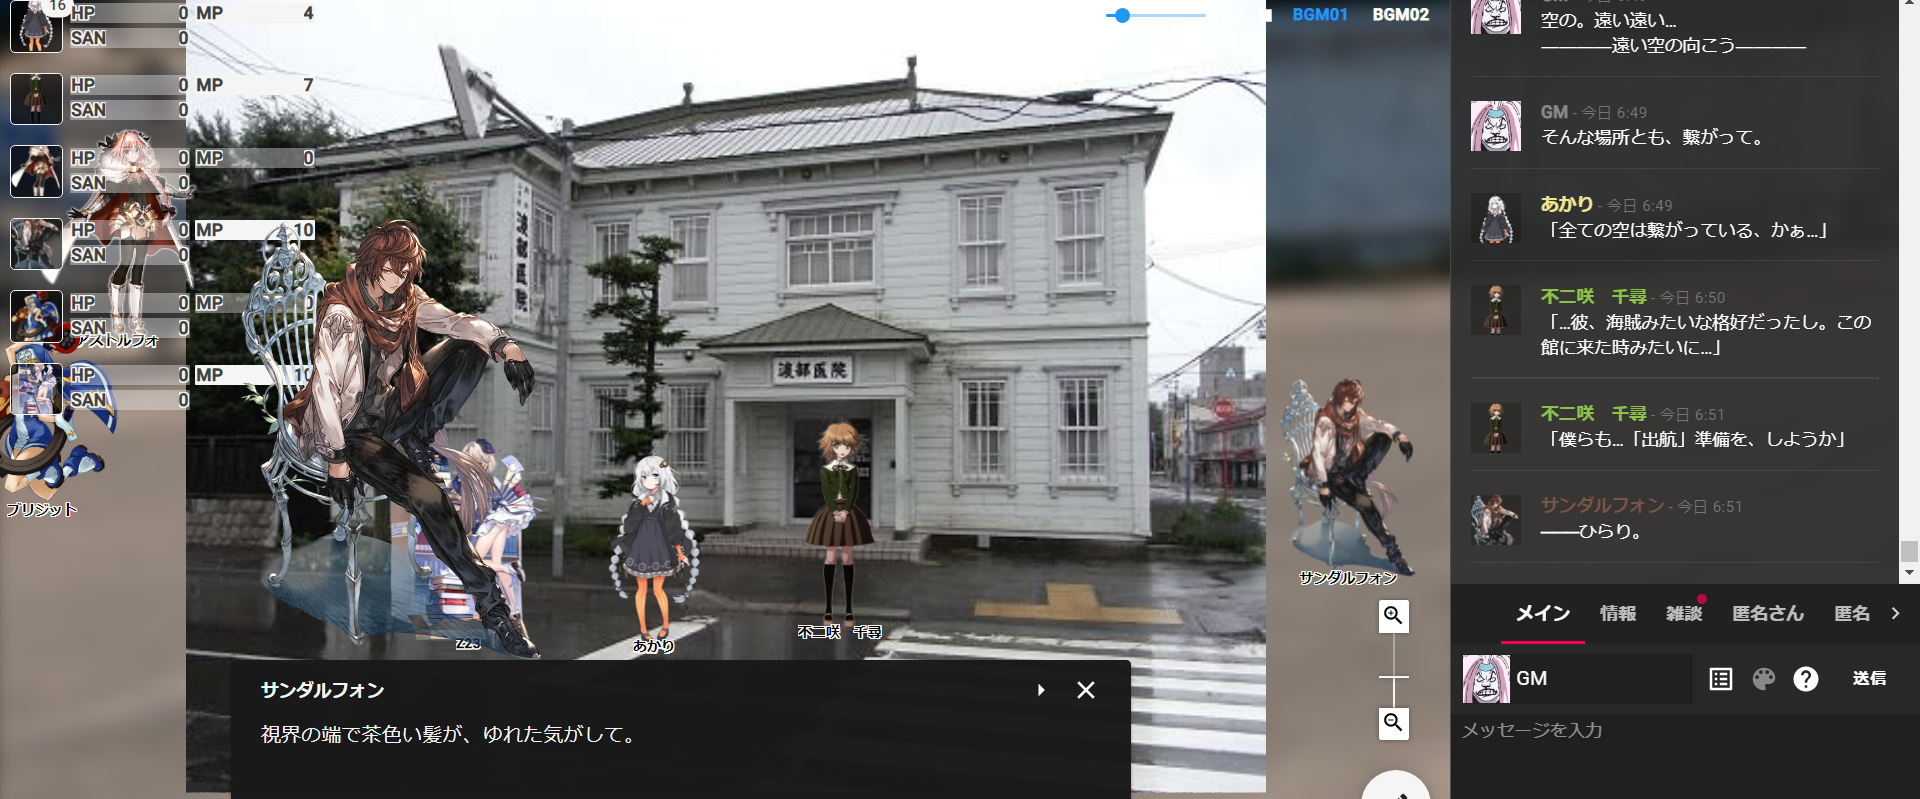 16
HP 0 MP 4
SAN 0
HP 0 MP 7
SAN 0
HP 0 MP 0
SAN 0
HP 0 MP 10
SAN 0
HP 0 MP 0
SAN 0
HP 0 MP 10
SAN 0
アストルフォ
ブリジット
渡部医院
渡部医院
Z23
あかり
不二咲 千尋
サンダルフォン
BGM01 BGM02
サンダルフォン
視界の端で茶色い髪が、ゆれた気がして。
空の。遠い遠い…
――――遠い空の向こう――――
GM - 今日 6:49
そんな場所とも、繋がって。
あかり - 今日 6:49
「全ての空は繋がっている、かぁ…」
不二咲 千尋 - 今日 6:50
「…彼、海賊みたいな格好だったし。この
館に来た時みたいに…」
不二咲 千尋 - 今日 6:51
「僕らも…「出航」準備を、しようか」
サンダルフォン - 今日 6:51
――ひらり。
メイン 情報 雑談 匿名さん 匿名
GM
送信
メッセージを入力